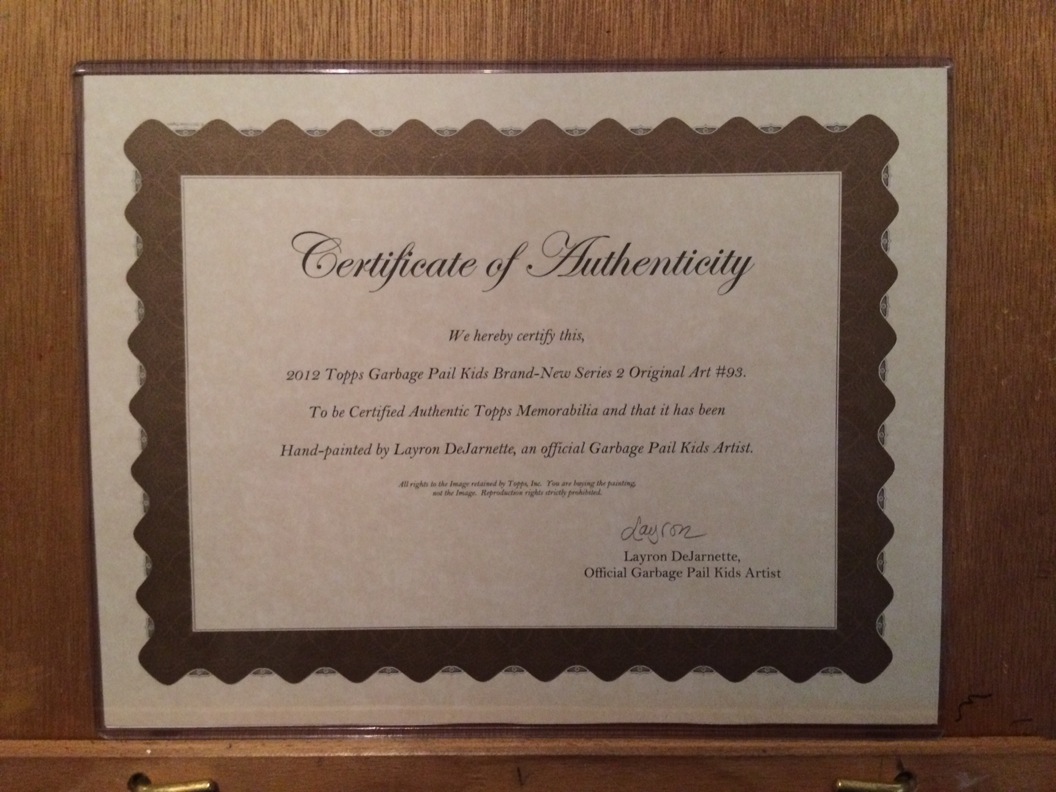 Certificate of Authenticity
We hereby certify this,
2012 Topps Garbage Pail Kids Brand-New Series 2 Original Art #93.
To be Certified Authentic Topps Memorabilia and that it has been
Hand-painted by Layron DeJarnette, an official Garbage Pail Kids Artist.
All rights to the Image retained by Topps, Inc. You are buying the painting,
not the Image. Reproduction rights strictly prohibited.
Layron
Layron DeJarnette,
Official Garbage Pail Kids Artist